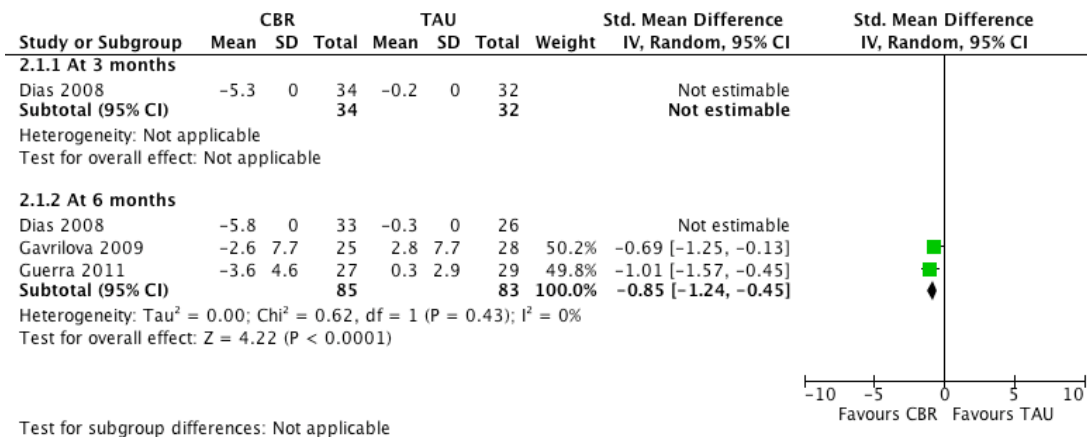 CBR TAU Std. Mean Difference Std. Mean Difference
Study or Subgroup Mean SD Total Mean SD Total Weight IV, Random, 95% CI IV, Random, 95% CI
2.1.1 At 3 months
Dias 2008 −5.3 0 34 −0.2 0 32 Not estimable
Subtotal (95% CI) 34 32 Not estimable
Heterogeneity: Not applicable
Test for overall effect: Not applicable
2.1.2 At 6 months
Dias 2008 −5.8 0 33 −0.3 0 26 Not estimable
Gavrilova 2009 −2.6 7.7 25 2.8 7.7 28 50.2% −0.69 [−1.25, −0.13]
Guerra 2011 −3.6 4.6 27 0.3 2.9 29 49.8% −1.01 [−1.57, −0.45]
Subtotal (95% CI) 85 83 100.0% −0.85 [−1.24, −0.45]
Heterogeneity: Tau² = 0.00; Chi² = 0.62, df = 1 (P = 0.43); I² = 0%
Test for overall effect: Z = 4.22 (P < 0.0001)
−10 −5 0 5 10
Favours CBR Favours TAU
Test for subgroup differences: Not applicable